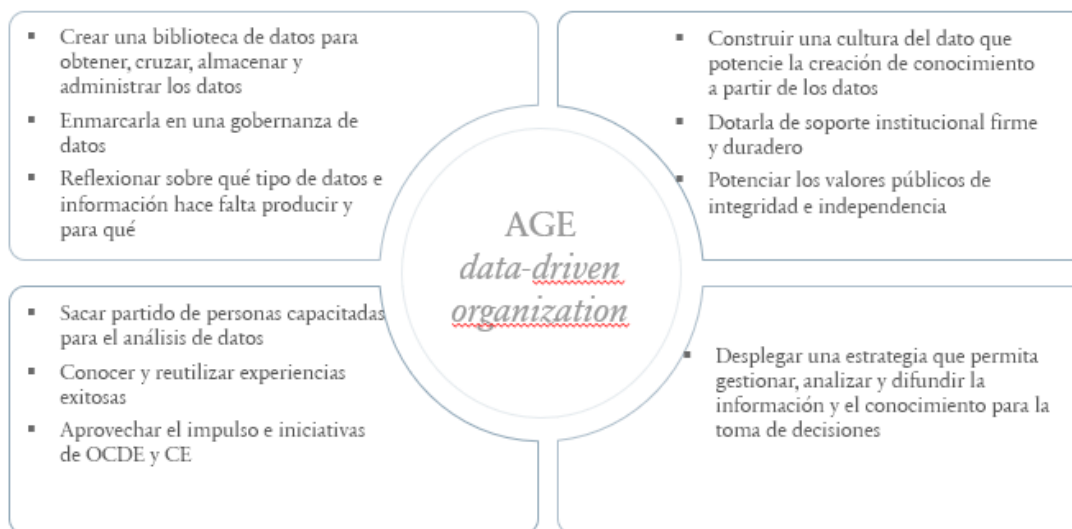 Crear una biblioteca de datos para
obtener, cruzar, almacenar y
administrar los datos
Enmarcarla en una gobernanza de
datos
Reflexionar sobre qué tipo de datos e
información hace falta producir y
para qué
Construir una cultura del dato que
potencie la creación de conocimiento
a partir de los datos
Dotarla de soporte institucional firme
y duradero
Potenciar los valores públicos de
integridad e independencia
AGE
data-driven
organization
Sacar partido de personas capacitadas
para el análisis de datos
Conocer y reutilizar experiencias
exitosas
Aprovechar el impulso e iniciativas
de OCDE y CE
Desplegar una estrategia que permita
gestionar, analizar y difundir la
información y el conocimiento para la
toma de decisiones